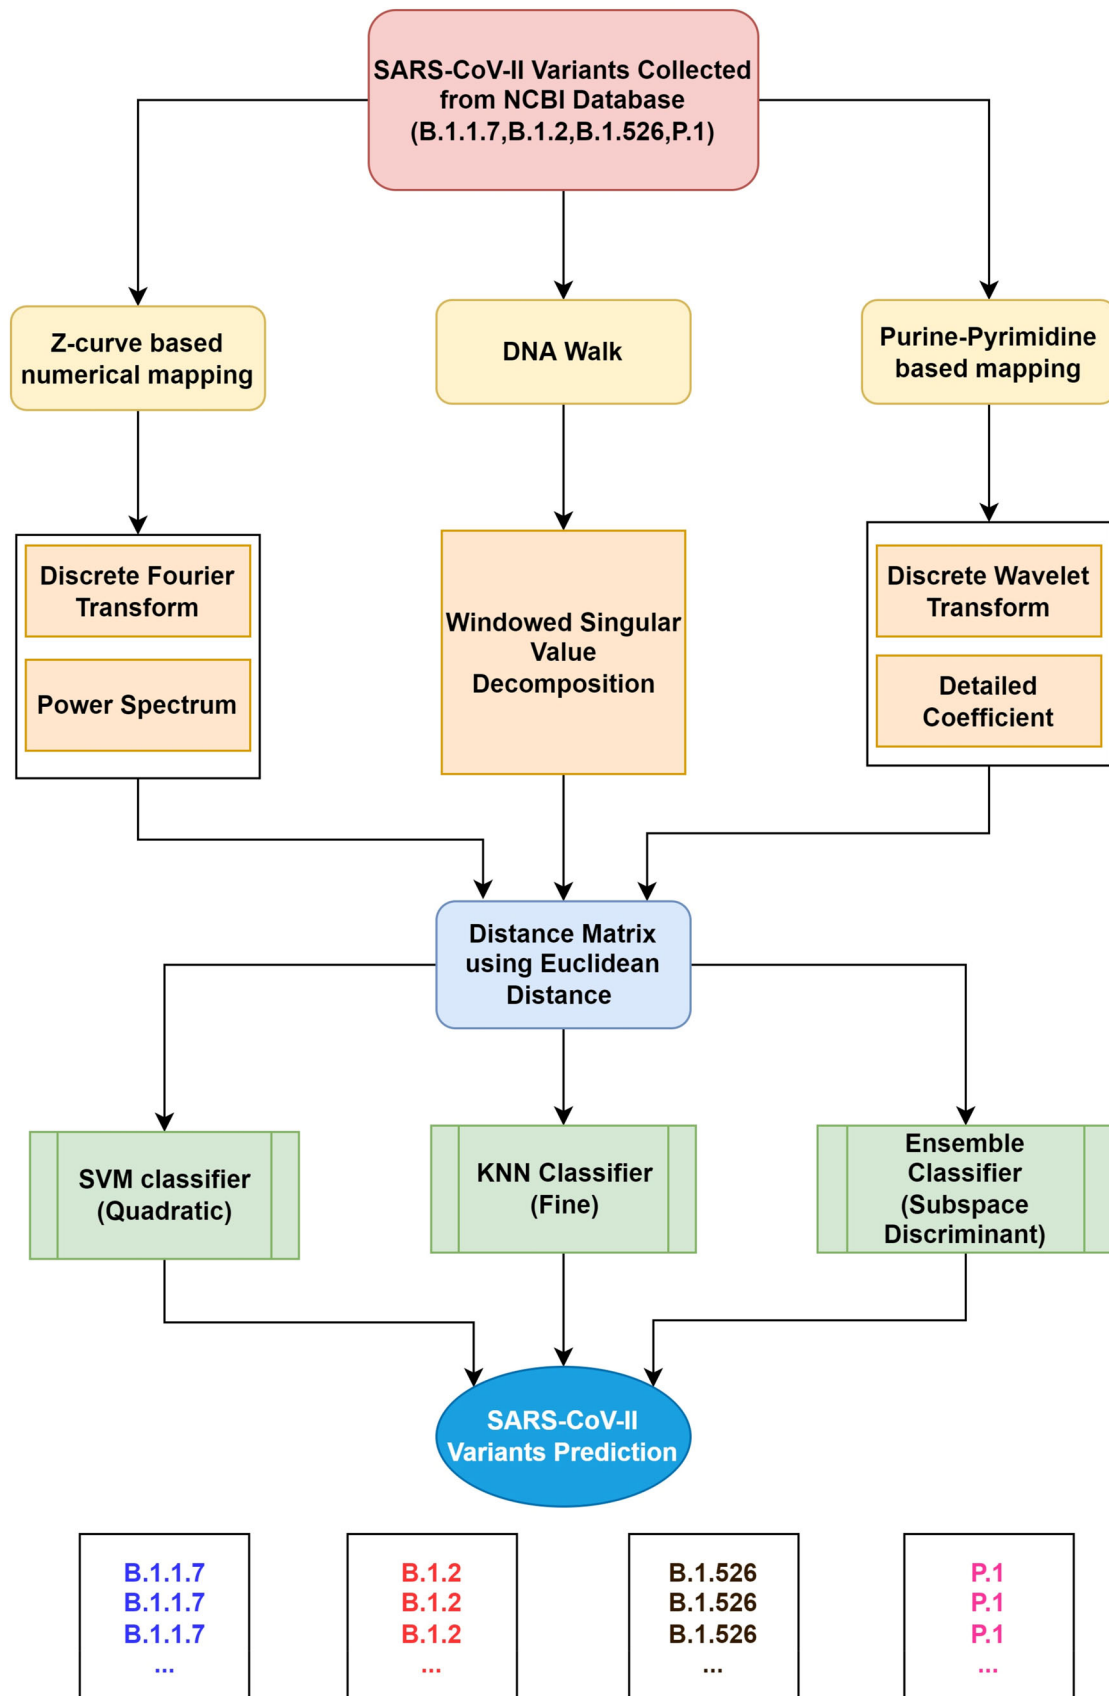 SARS-CoV-II Variants Collected
from NCBI Database
(B.1.1.7,B.1.2,B.1.526,P.1)
Z-curve based
numerical mapping
DNA Walk
Purine-Pyrimidine
based mapping
Discrete Fourier
Transform
Power Spectrum
Windowed Singular
Value
Decomposition
Discrete Wavelet
Transform
Detailed
Coefficient
Distance Matrix
using Euclidean
Distance
SVM classifier
(Quadratic)
KNN Classifier
(Fine)
Ensemble
Classifier
(Subspace
Discriminant)
SARS-CoV-II
Variants Prediction
B.1.1.7
B.1.1.7
B.1.1.7
...
B.1.2
B.1.2
B.1.2
...
B.1.526
B.1.526
B.1.526
...
P.1
P.1
P.1
...